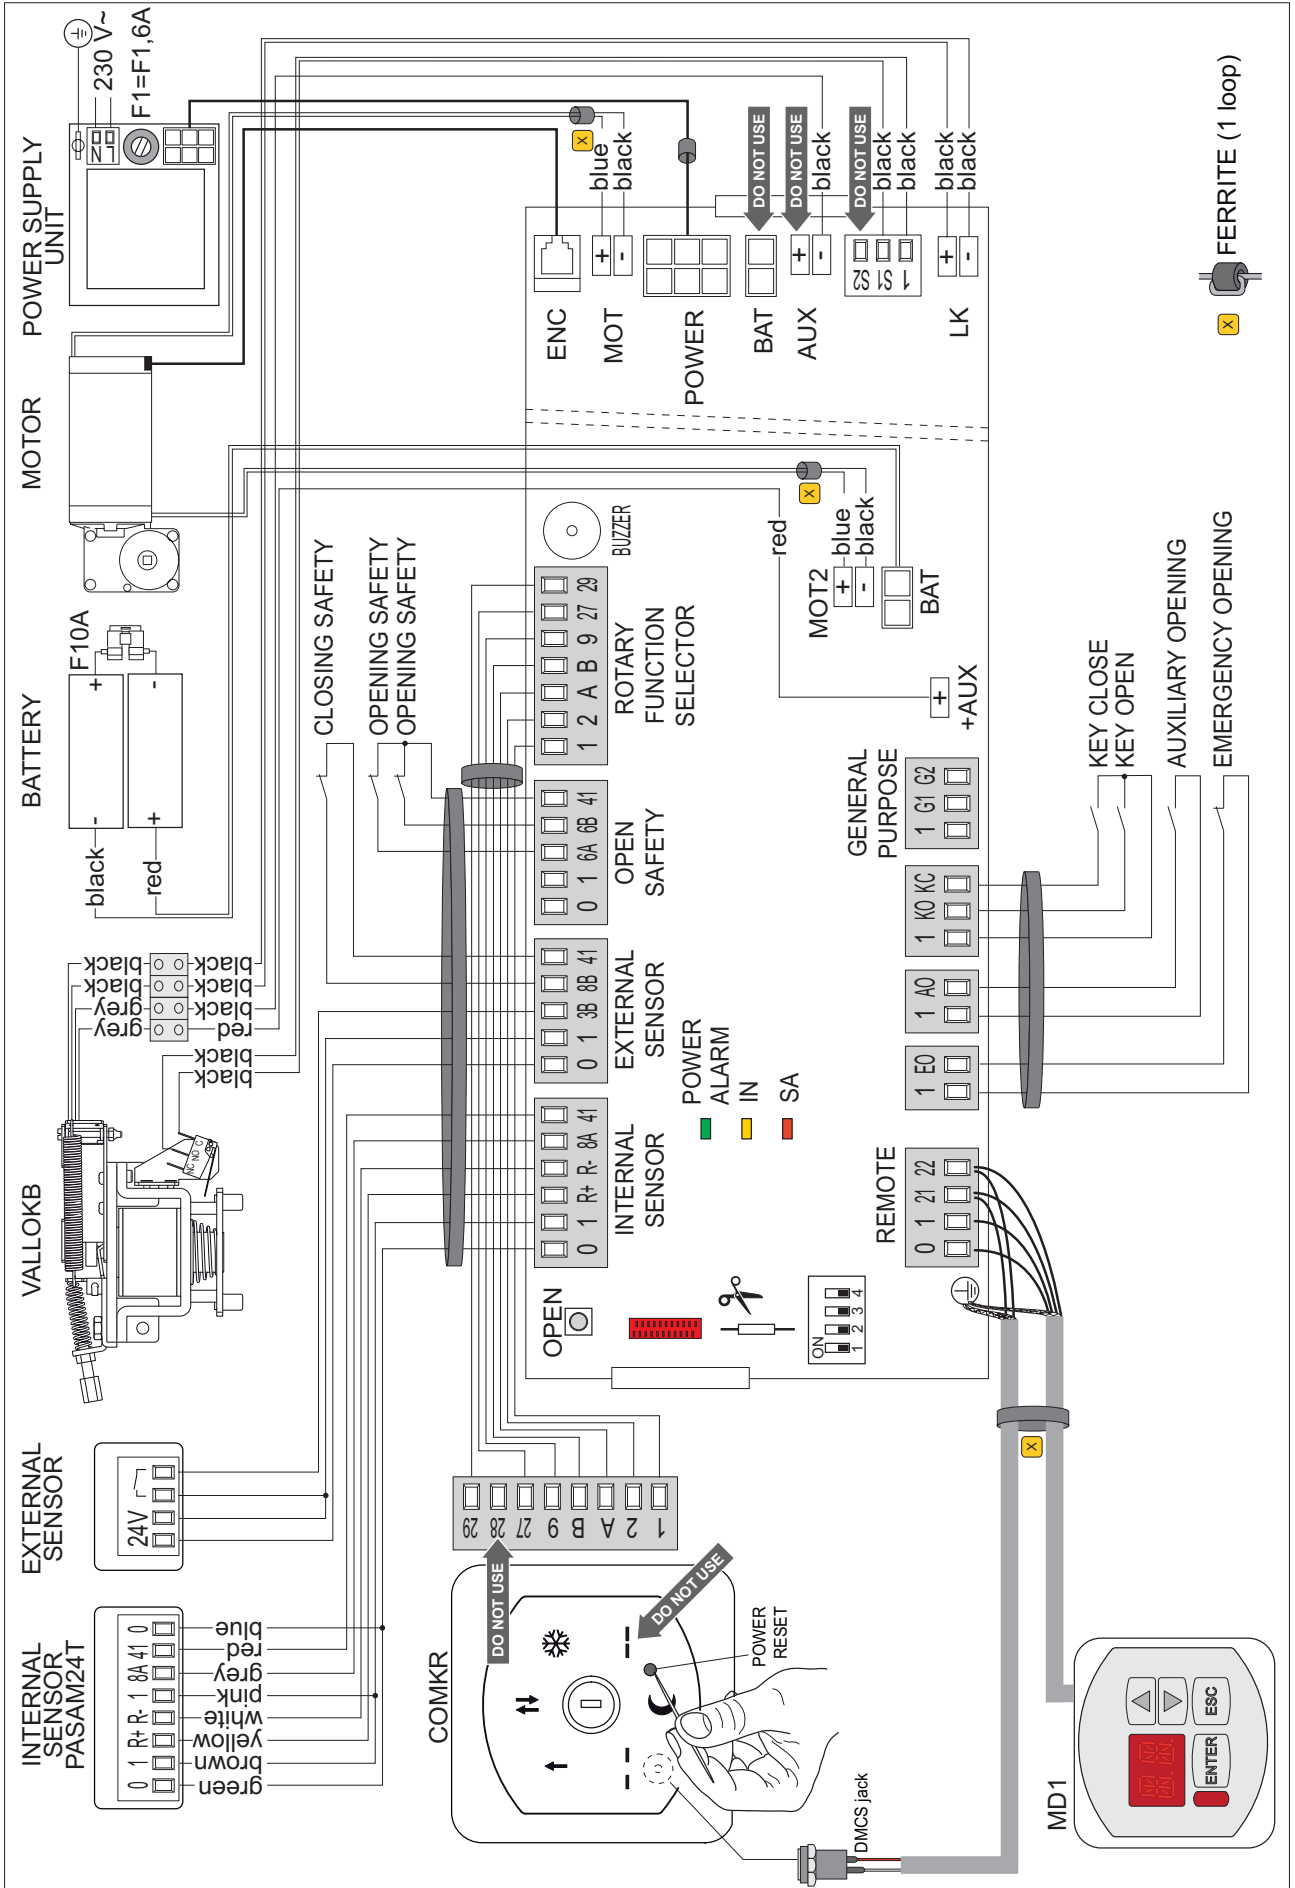 INTERNAL
SENSOR
PASAM24T
0 1 R+ R- 1 8A 41 0
green
brown
yellow
white
pink
grey
red
blue
EXTERNAL
SENSOR
24V
VALLOKB
NC NO C
black
black
grey
grey
black
black
black
red
black
black
BATTERY
-
+
+
-
black
red
F10A
MOTOR
POWER SUPPLY
UNIT
N
L
230 V~
F1=F1,6A
CLOSING SAFETY
OPENING SAFETY
OPENING SAFETY
COMKR
29
28
27
9
B
A
2
1
DO NOT USE
DO NOT USE
POWER
RESET
DMCS jack
MD1
ENTER
ESC
OPEN
ON
1 2 3 4
0 1 R+ R- 8A 41
INTERNAL
SENSOR
0 1 3B 8B 41
EXTERNAL
SENSOR
0 1 6A 6B 41
OPEN
SAFETY
1 2 A B 9 27 29
ROTARY
FUNCTION
SELECTOR
BUZZER
POWER
ALARM
IN
SA
REMOTE
0 1 21 22
1 EO
1 AO
1 KO KC
GENERAL
PURPOSE
1 G1 G2
+
+AUX
red
MOT2
+
-
blue
black
X
BAT
ENC
MOT
+
-
blue
black
X
POWER
BAT
DO NOT USE
AUX
+
-
DO NOT USE
black
S2
S1
1
DO NOT USE
black
black
LK
+
-
black
black
KEY CLOSE
KEY OPEN
AUXILIARY OPENING
EMERGENCY OPENING
X
X
FERRITE (1 loop)